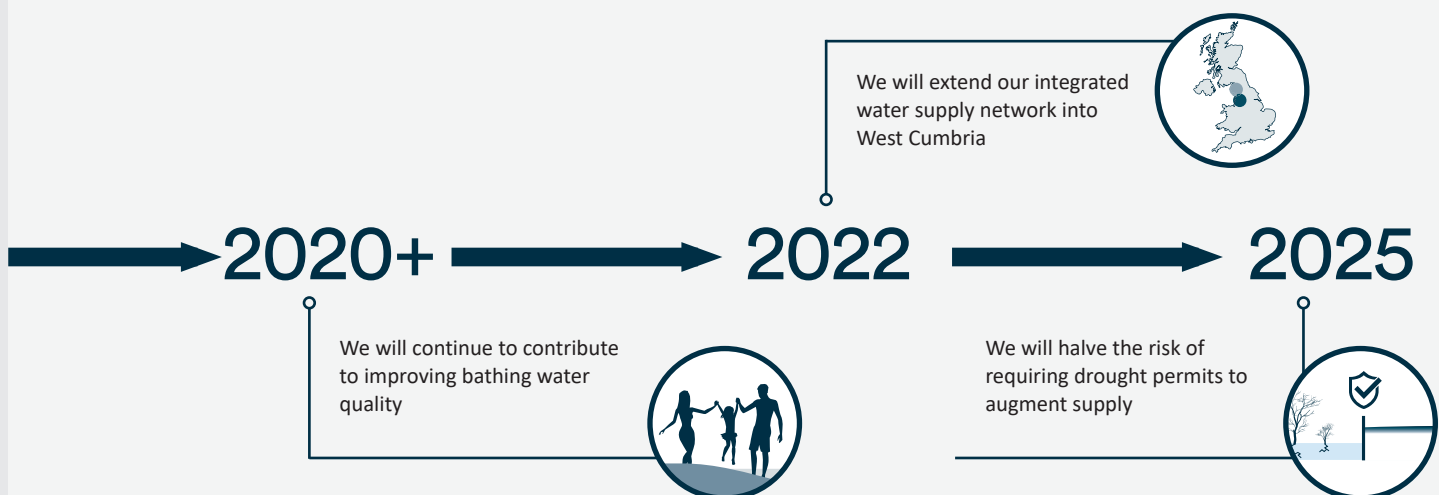 We will extend our integrated
water supply network into
West Cumbria
2020+
2022
2025
We will continue to contribute
to improving bathing water
quality
We will halve the risk of
requiring drought permits to
augment supply